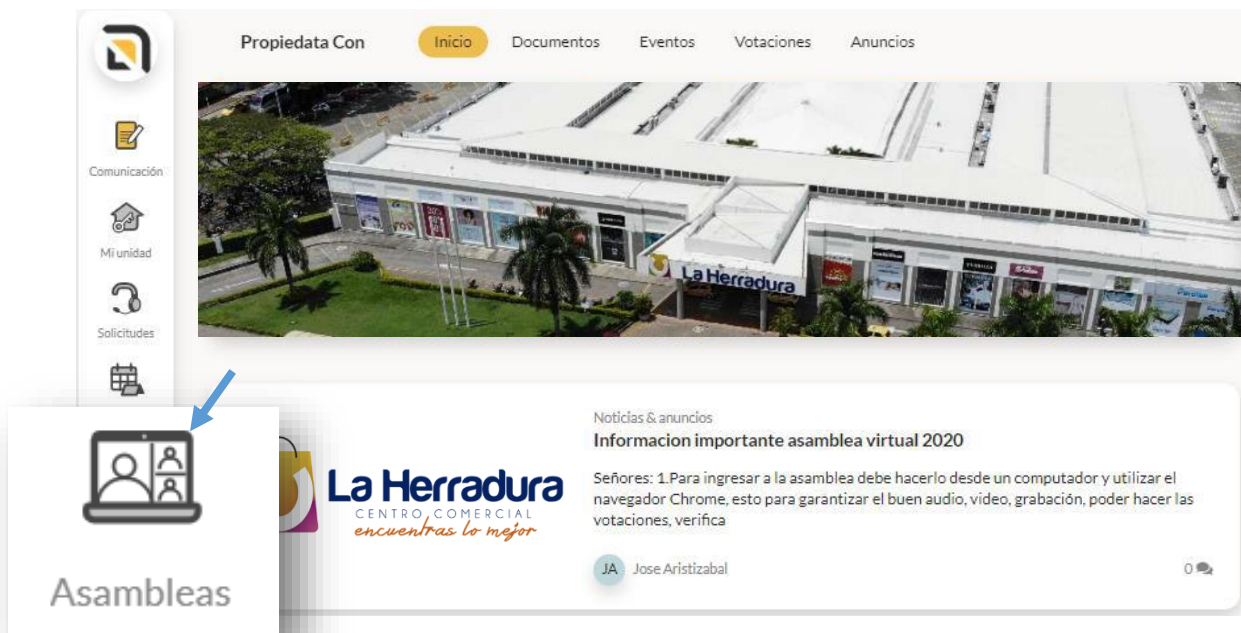 Propiedata Con
Inicio
Documentos
Eventos
Votaciones
Anuncios
Comunicación
Mi unidad
Solicitudes
La Herradura
Asambleas
La Herradura
CENTRO COMERCIAL
encuentras lo mejor
Noticias & anuncios
Informacion importante asamblea virtual 2020
Señores: 1.Para ingresar a la asamblea debe hacerlo desde un computador y utilizar el
navegador Chrome, esto para garantizar el buen audio, video, grabación, poder hacer las
votaciones, verifica
JA Jose Aristizabal
0